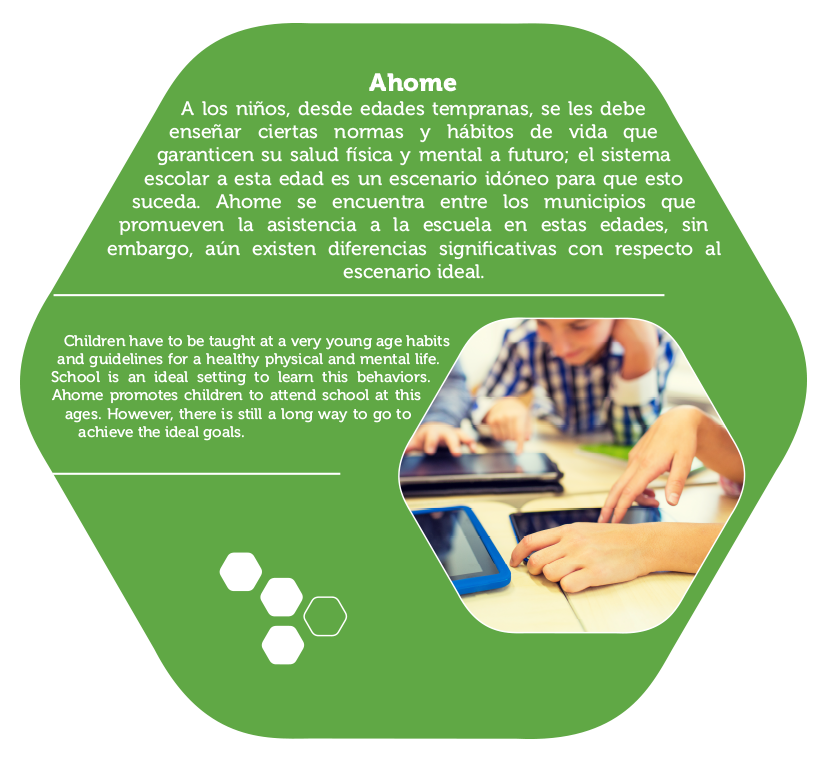 Ahome
A los niños, desde edades tempranas, se les debe
enseñar ciertas normas y hábitos de vida que
garanticen su salud física y mental a futuro; el sistema
escolar a esta edad es un escenario idóneo para que esto
suceda. Ahome se encuentra entre los municipios que
promueven la asistencia a la escuela en estas edades, sin
embargo, aún existen diferencias significativas con respecto al
escenario ideal.
Children have to be taught at a very young age habits
and guidelines for a healthy physical and mental life.
School is an ideal setting to learn this behaviors.
Ahome promotes children to attend school at this
ages. However, there is still a long way to go to
achieve the ideal goals.